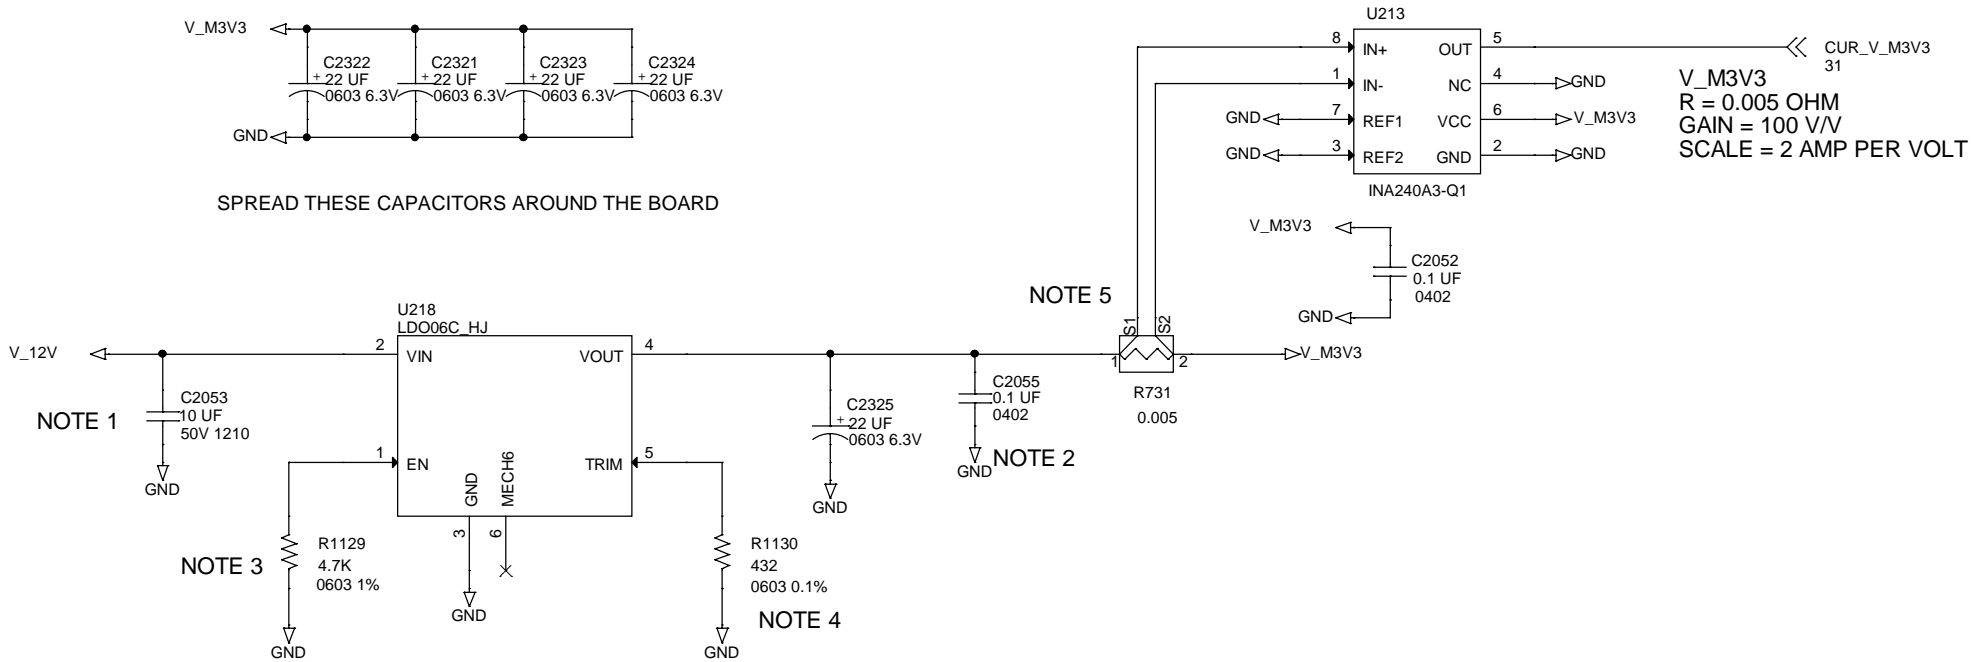 V_M3V3
C2322
22 UF
0603 6.3V
C2321
22 UF
0603 6.3V
C2323
22 UF
0603 6.3V
C2324
22 UF
0603 6.3V
+
+
+
+
GND
SPREAD THESE CAPACITORS AROUND THE BOARD
U213
8
IN+
OUT
5
CUR_V_M3V3
31
1
IN-
NC
4
GND
GND
7
REF1
VCC
6
V_M3V3
GND
3
REF2
GND
2
GND
INA240A3-Q1
V_M3V3
R = 0.005 OHM
GAIN = 100 V/V
SCALE = 2 AMP PER VOLT
V_M3V3
C2052
0.1 UF
0402
GND
NOTE 5
S1
S2
1
2
V_M3V3
R731
0.005
U218
LDO06C_HJ
V_12V
2
VIN
VOUT
4
C2053
10 UF
50V 1210
NOTE 1
GND
1
EN
TRIM
5
GND
MECH6
3
6
GND
C2325
+
22 UF
0603 6.3V
GND
C2055
0.1 UF
0402
GND
NOTE 2
NOTE 3
R1129
4.7K
0603 1%
GND
R1130
432
0603 0.1%
NOTE 4
GND